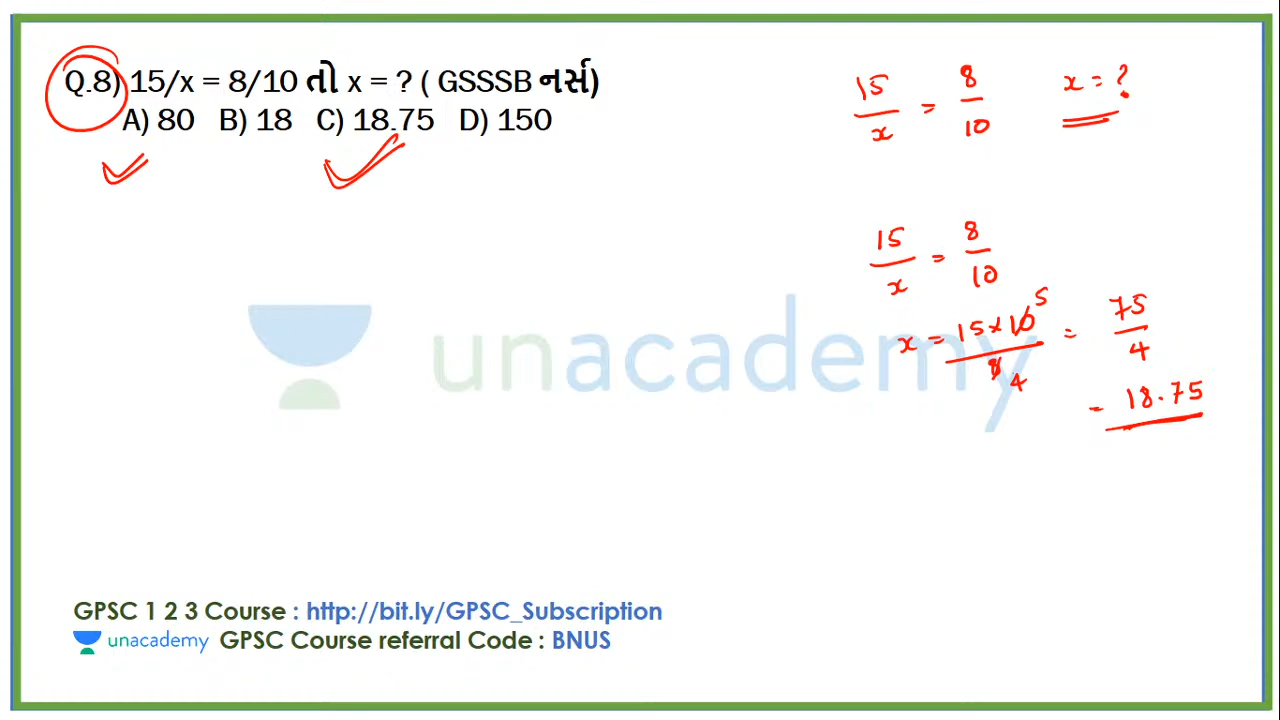 Q.8) 15/x = 8/10 તો x = ? ( GSSSB નર્સ)
A) 80 B) 18 C) 18.75 D) 150
15/x = 8/10 x = ?
15/x = 8/10
x = 15 x 10 5 / 8 4 = 75/4
= 18.75
unacademy
GPSC 1 2 3 Course : http://bit.ly/GPSC_Subscription
unacademy GPSC Course referral Code : BNUS